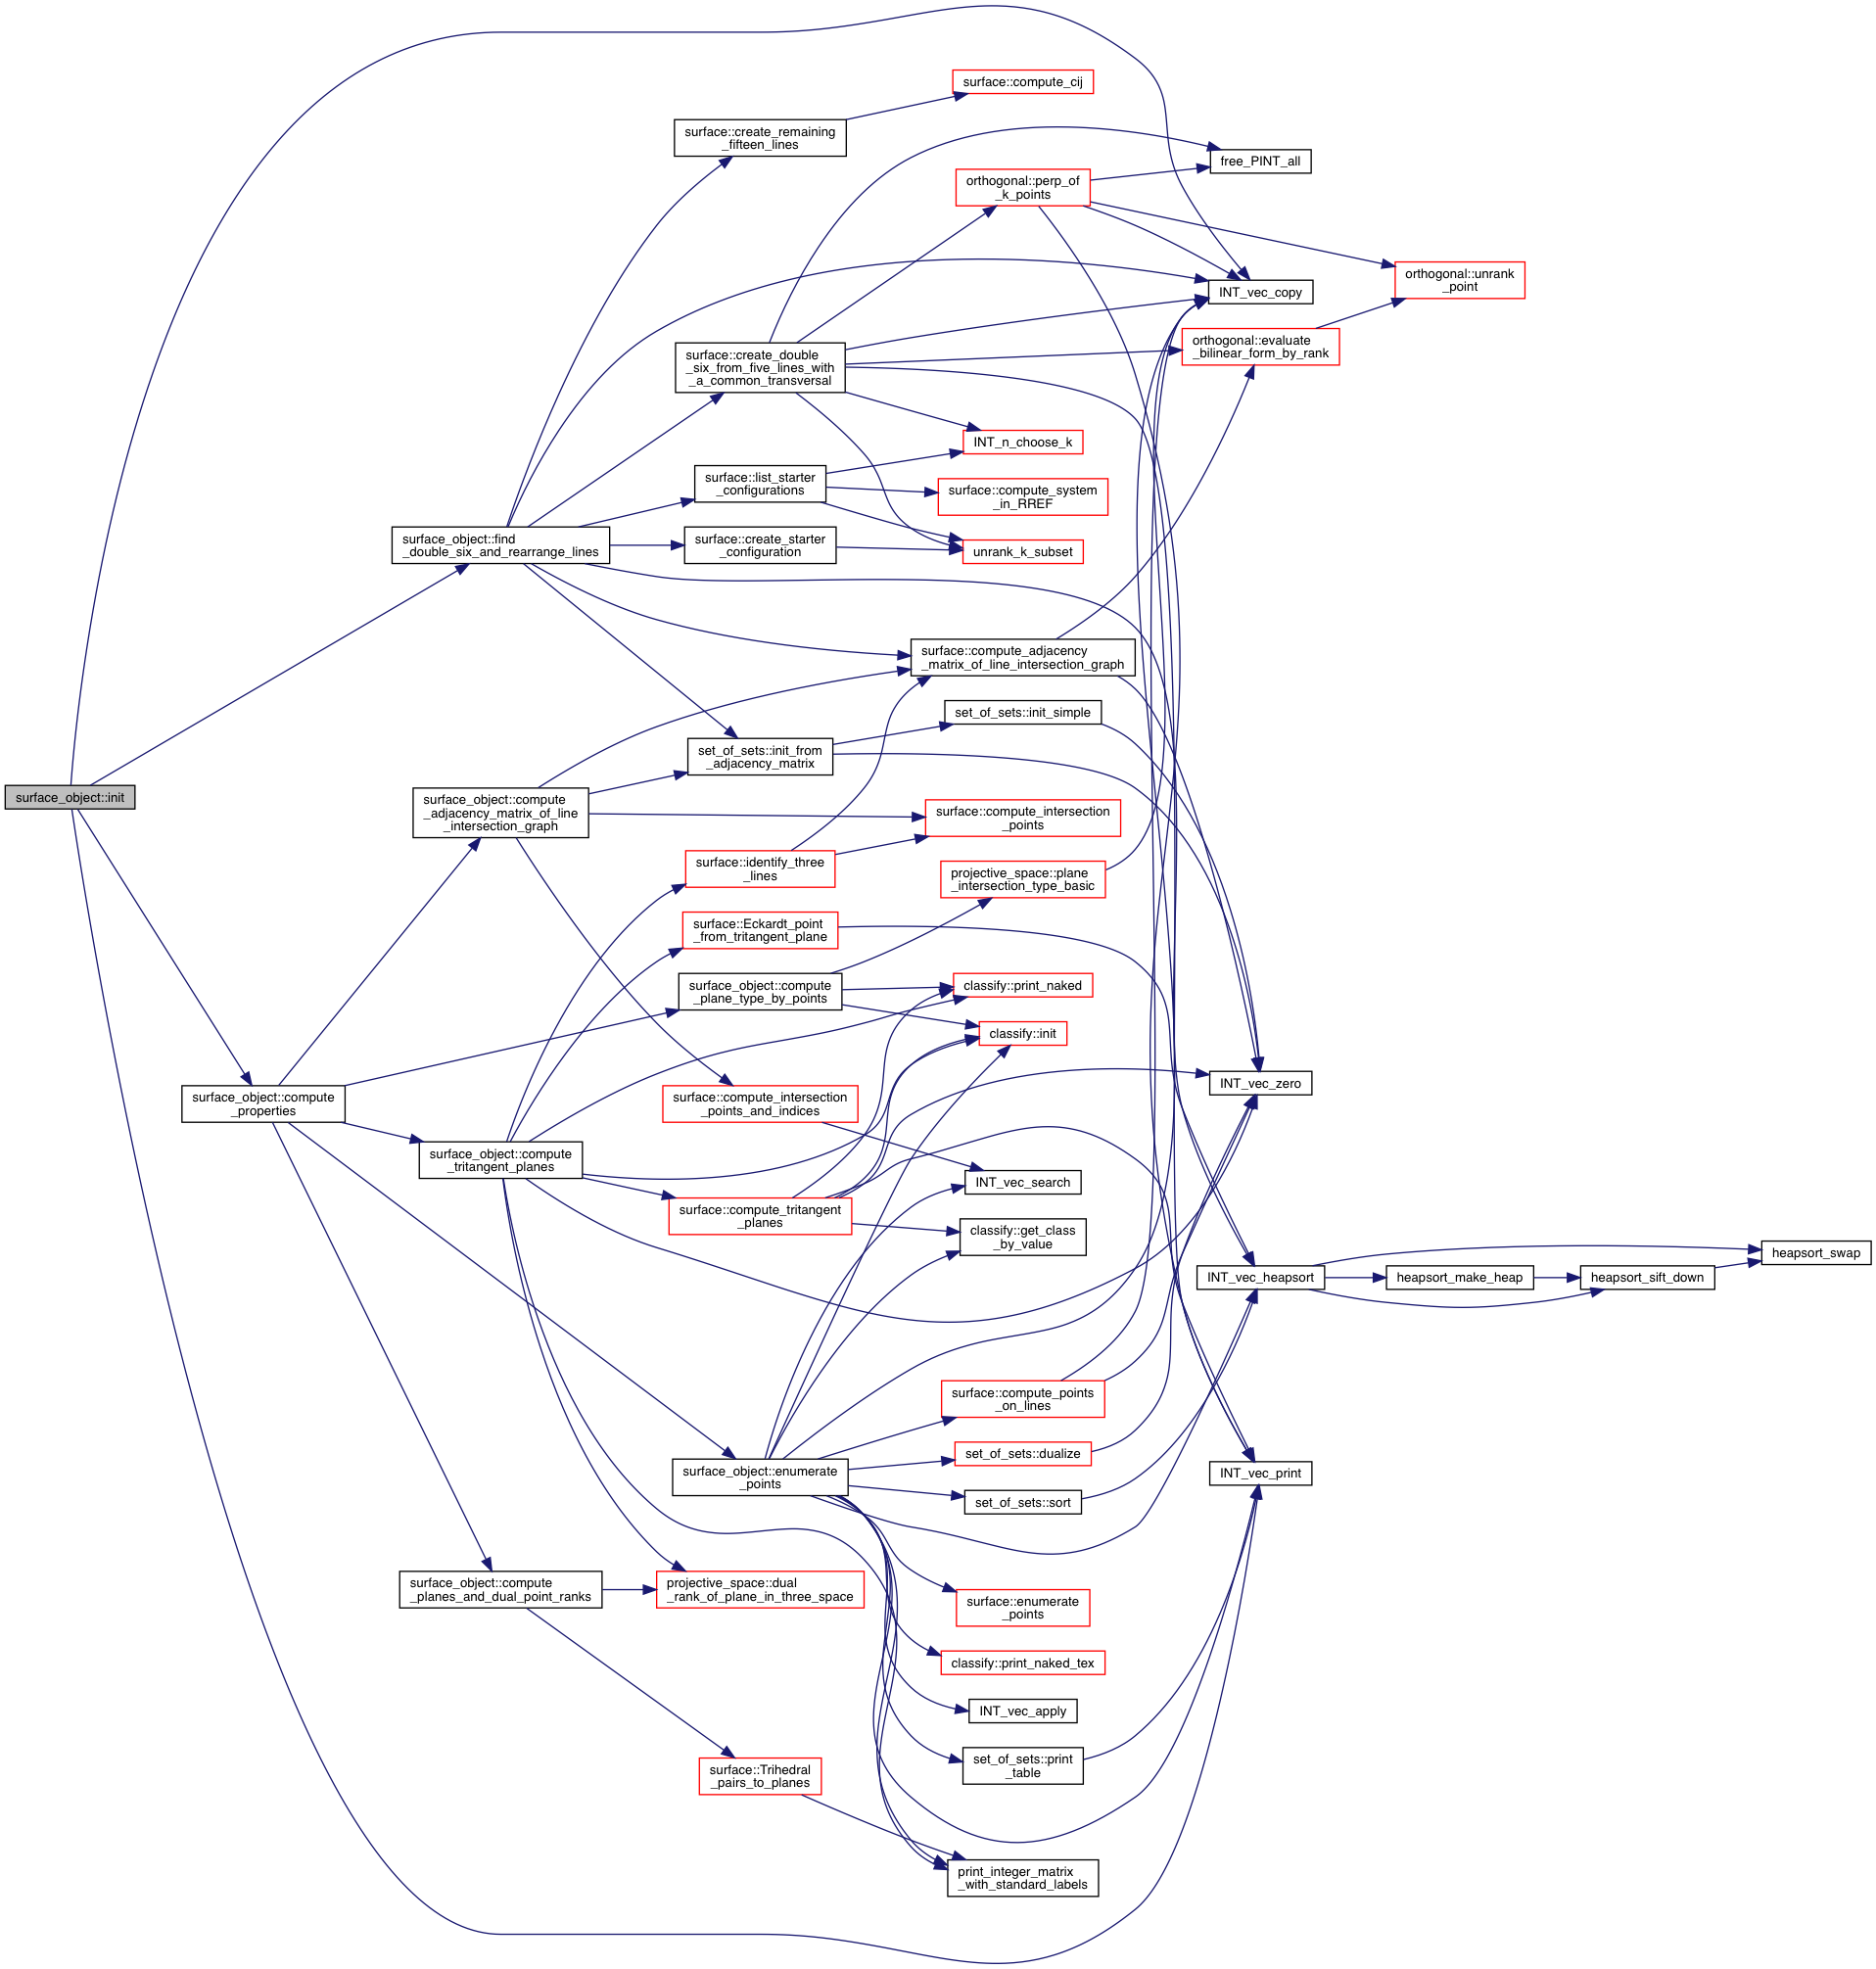 surface_object::init
surface_object::find
_double_six_and_rearrange_lines
surface_object::compute
_properties
surface_object::compute
_adjacency_matrix_of_line
_intersection_graph
surface_object::compute
_tritangent_planes
surface_object::compute
_planes_and_dual_point_ranks
surface::create_remaining
_fifteen_lines
surface::create_double
_six_from_five_lines_with
_a_common_transversal
surface::list_starter
_configurations
surface::create_starter
_configuration
set_of_sets::init_from
_adjacency_matrix
surface::identify_three
_lines
surface::Eckardt_point
_from_tritangent_plane
surface_object::compute
_plane_type_by_points
surface::compute_intersection
_points_and_indices
surface::compute_tritangent
_planes
surface_object::enumerate
_points
projective_space::dual
_rank_of_plane_in_three_space
surface::Trihedral
_pairs_to_planes
surface::compute_cij
orthogonal::perp_of
_k_points
INT_n_choose_k
surface::compute_system
_in_RREF
unrank_k_subset
surface::compute_adjacency
_matrix_of_line_intersection_graph
set_of_sets::init_simple
surface::compute_intersection
_points
projective_space::plane
_intersection_type_basic
classify::print_naked
classify::init
INT_vec_search
classify::get_class
_by_value
surface::compute_points
_on_lines
set_of_sets::dualize
set_of_sets::sort
surface::enumerate
_points
classify::print_naked_tex
INT_vec_apply
set_of_sets::print
_table
print_integer_matrix
_with_standard_labels
free_PINT_all
INT_vec_copy
orthogonal::evaluate
_bilinear_form_by_rank
INT_vec_zero
INT_vec_heapsort
INT_vec_print
orthogonal::unrank
_point
heapsort_make_heap
heapsort_sift_down
heapsort_swap